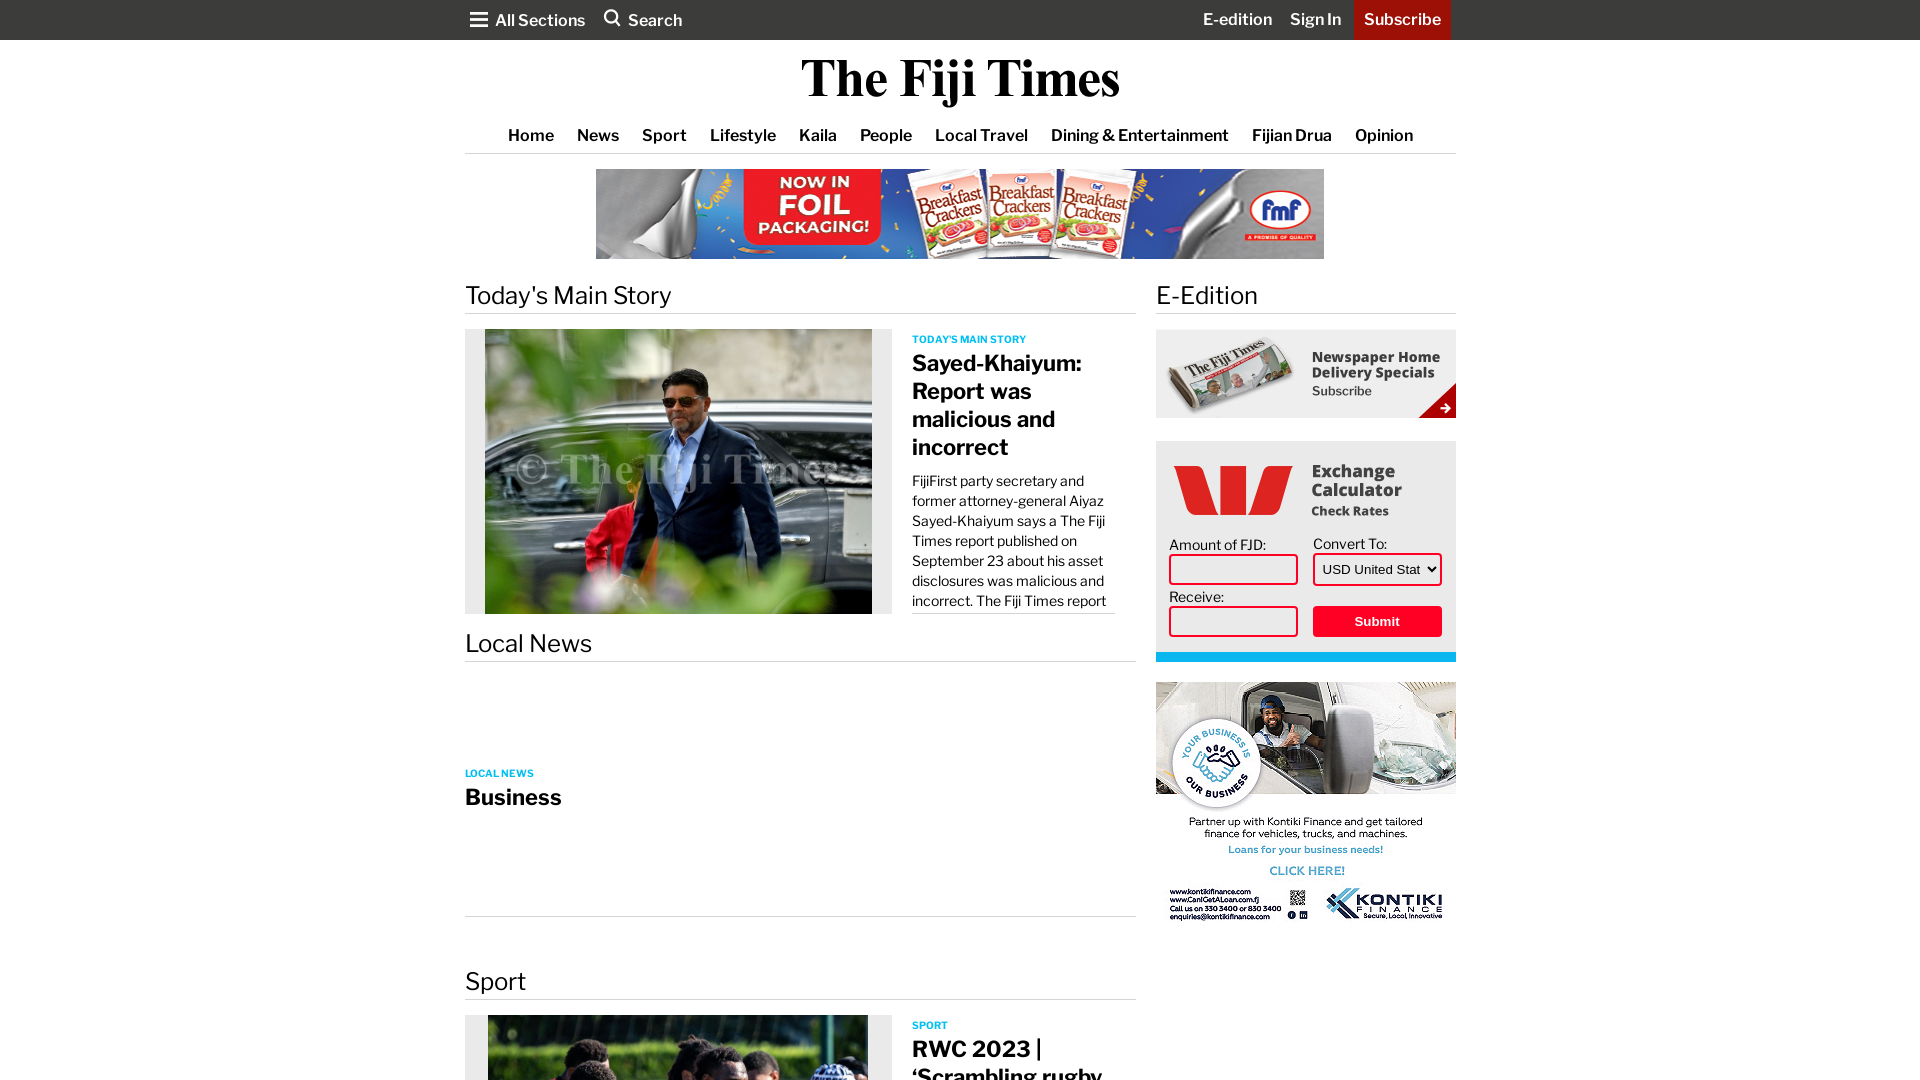 All Sections
Search
E-edition
Sign In
Subscribe
The Fiji Times
Home
News
Sport
Lifestyle
Kaila
People
Local Travel
Dining & Entertainment
Fijian Drua
Opinion
NOW IN
FOIL
PACKAGING!
fmf
Breakfast
Crackers
fmf
Breakfast
Crackers
fmf
Breakfast
Crackers
fmf
A PROMISE OF QUALITY
Today's Main Story
© The Fiji Times
TODAY'S MAIN STORY
Sayed-Khaiyum:
Report was
malicious and
incorrect
FijiFirst party secretary and
former attorney-general Aiyaz
Sayed-Khaiyum says a The Fiji
Times report published on
September 23 about his asset
disclosures was malicious and
incorrect. The Fiji Times report
Local News
LOCAL NEWS
Business
Sport
SPORT
RWC 2023 |
‘Scrambling rugby
E-Edition
The Fiji Times
Newspaper Home
Delivery Specials
Subscribe
Exchange
Calculator
Check Rates
Amount of FJD:
Convert To:
USD United Stat
Receive:
Submit
YOUR BUSINESS IS
OUR BUSINESS
Partner up with Kontiki Finance and get tailored
finance for vehicles, trucks, and machines.
Loans for your business needs!
CLICK HERE!
www.kontikifinance.com
www.CanIGetALoan.com.fj
Call us on 330 3400 or 830 3400
enquiries@kontikifinance.com
KONTIKI
FINANCE
Secure, Local, Innovative